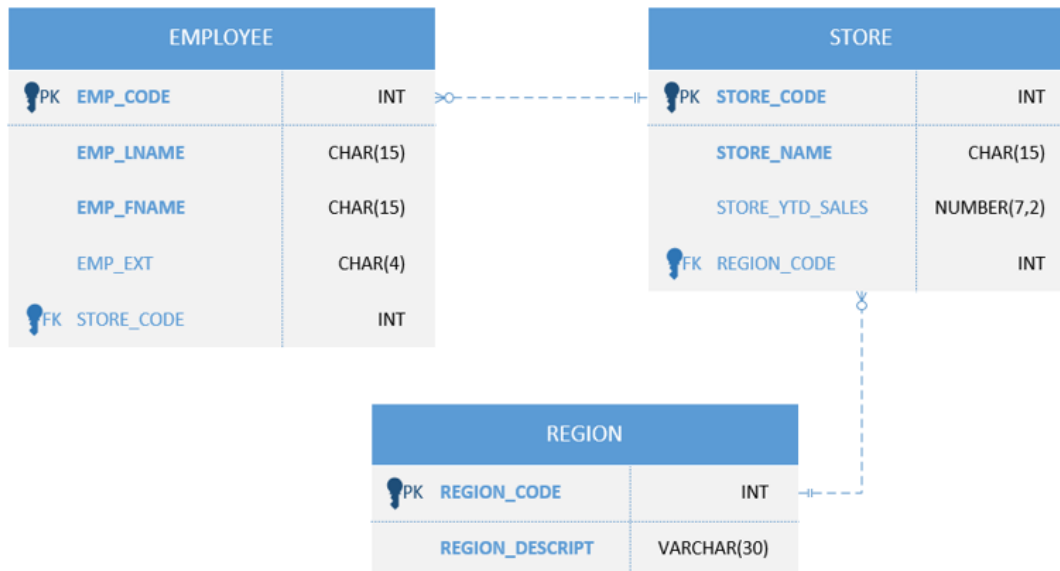 EMPLOYEE
PK EMP_CODE INT
EMP_LNAME CHAR(15)
EMP_FNAME CHAR(15)
EMP_EXT CHAR(4)
FK STORE_CODE INT
STORE
PK STORE_CODE INT
STORE_NAME CHAR(15)
STORE_YTD_SALES NUMBER(7,2)
FK REGION_CODE INT
REGION
PK REGION_CODE INT
REGION_DESCRIPT VARCHAR(30)